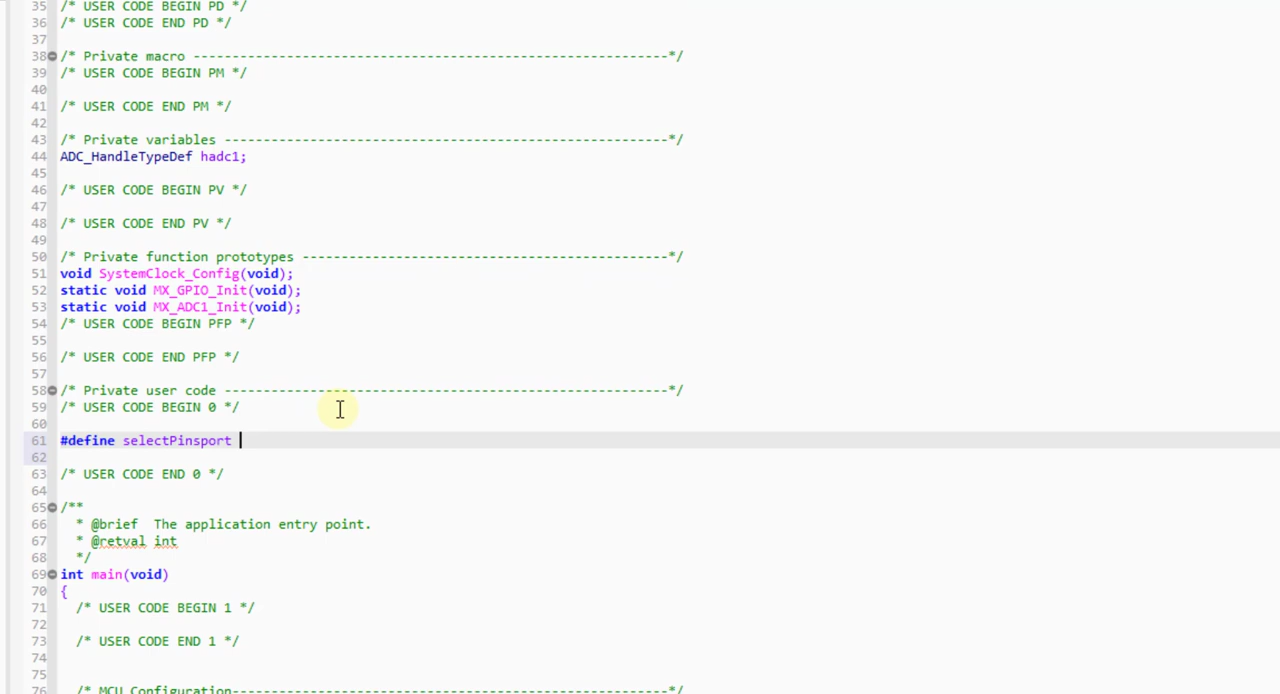 35 /* USER CODE BEGIN PD */
36 /* USER CODE END PD */
37
38 /* Private macro -------------------------------------------------------------*/
39 /* USER CODE BEGIN PM */
40
41 /* USER CODE END PM */
42
43 /* Private variables ---------------------------------------------------------*/
44 ADC_HandleTypeDef hadc1;
45
46 /* USER CODE BEGIN PV */
47
48 /* USER CODE END PV */
49
50 /* Private function prototypes -----------------------------------------------*/
51 void SystemClock_Config(void);
52 static void MX_GPIO_Init(void);
53 static void MX_ADC1_Init(void);
54 /* USER CODE BEGIN PFP */
55
56 /* USER CODE END PFP */
57
58 /* Private user code ---------------------------------------------------------*/
59 /* USER CODE BEGIN 0 */
60
61 #define selectPinsport
62
63 /* USER CODE END 0 */
64
65 /**
66   * @brief  The application entry point.
67   * @retval int
68   */
69 int main(void)
70 {
71   /* USER CODE BEGIN 1 */
72
73   /* USER CODE END 1 */
74
75
76   /* MCU Configuration--------------------------------------------------------*/